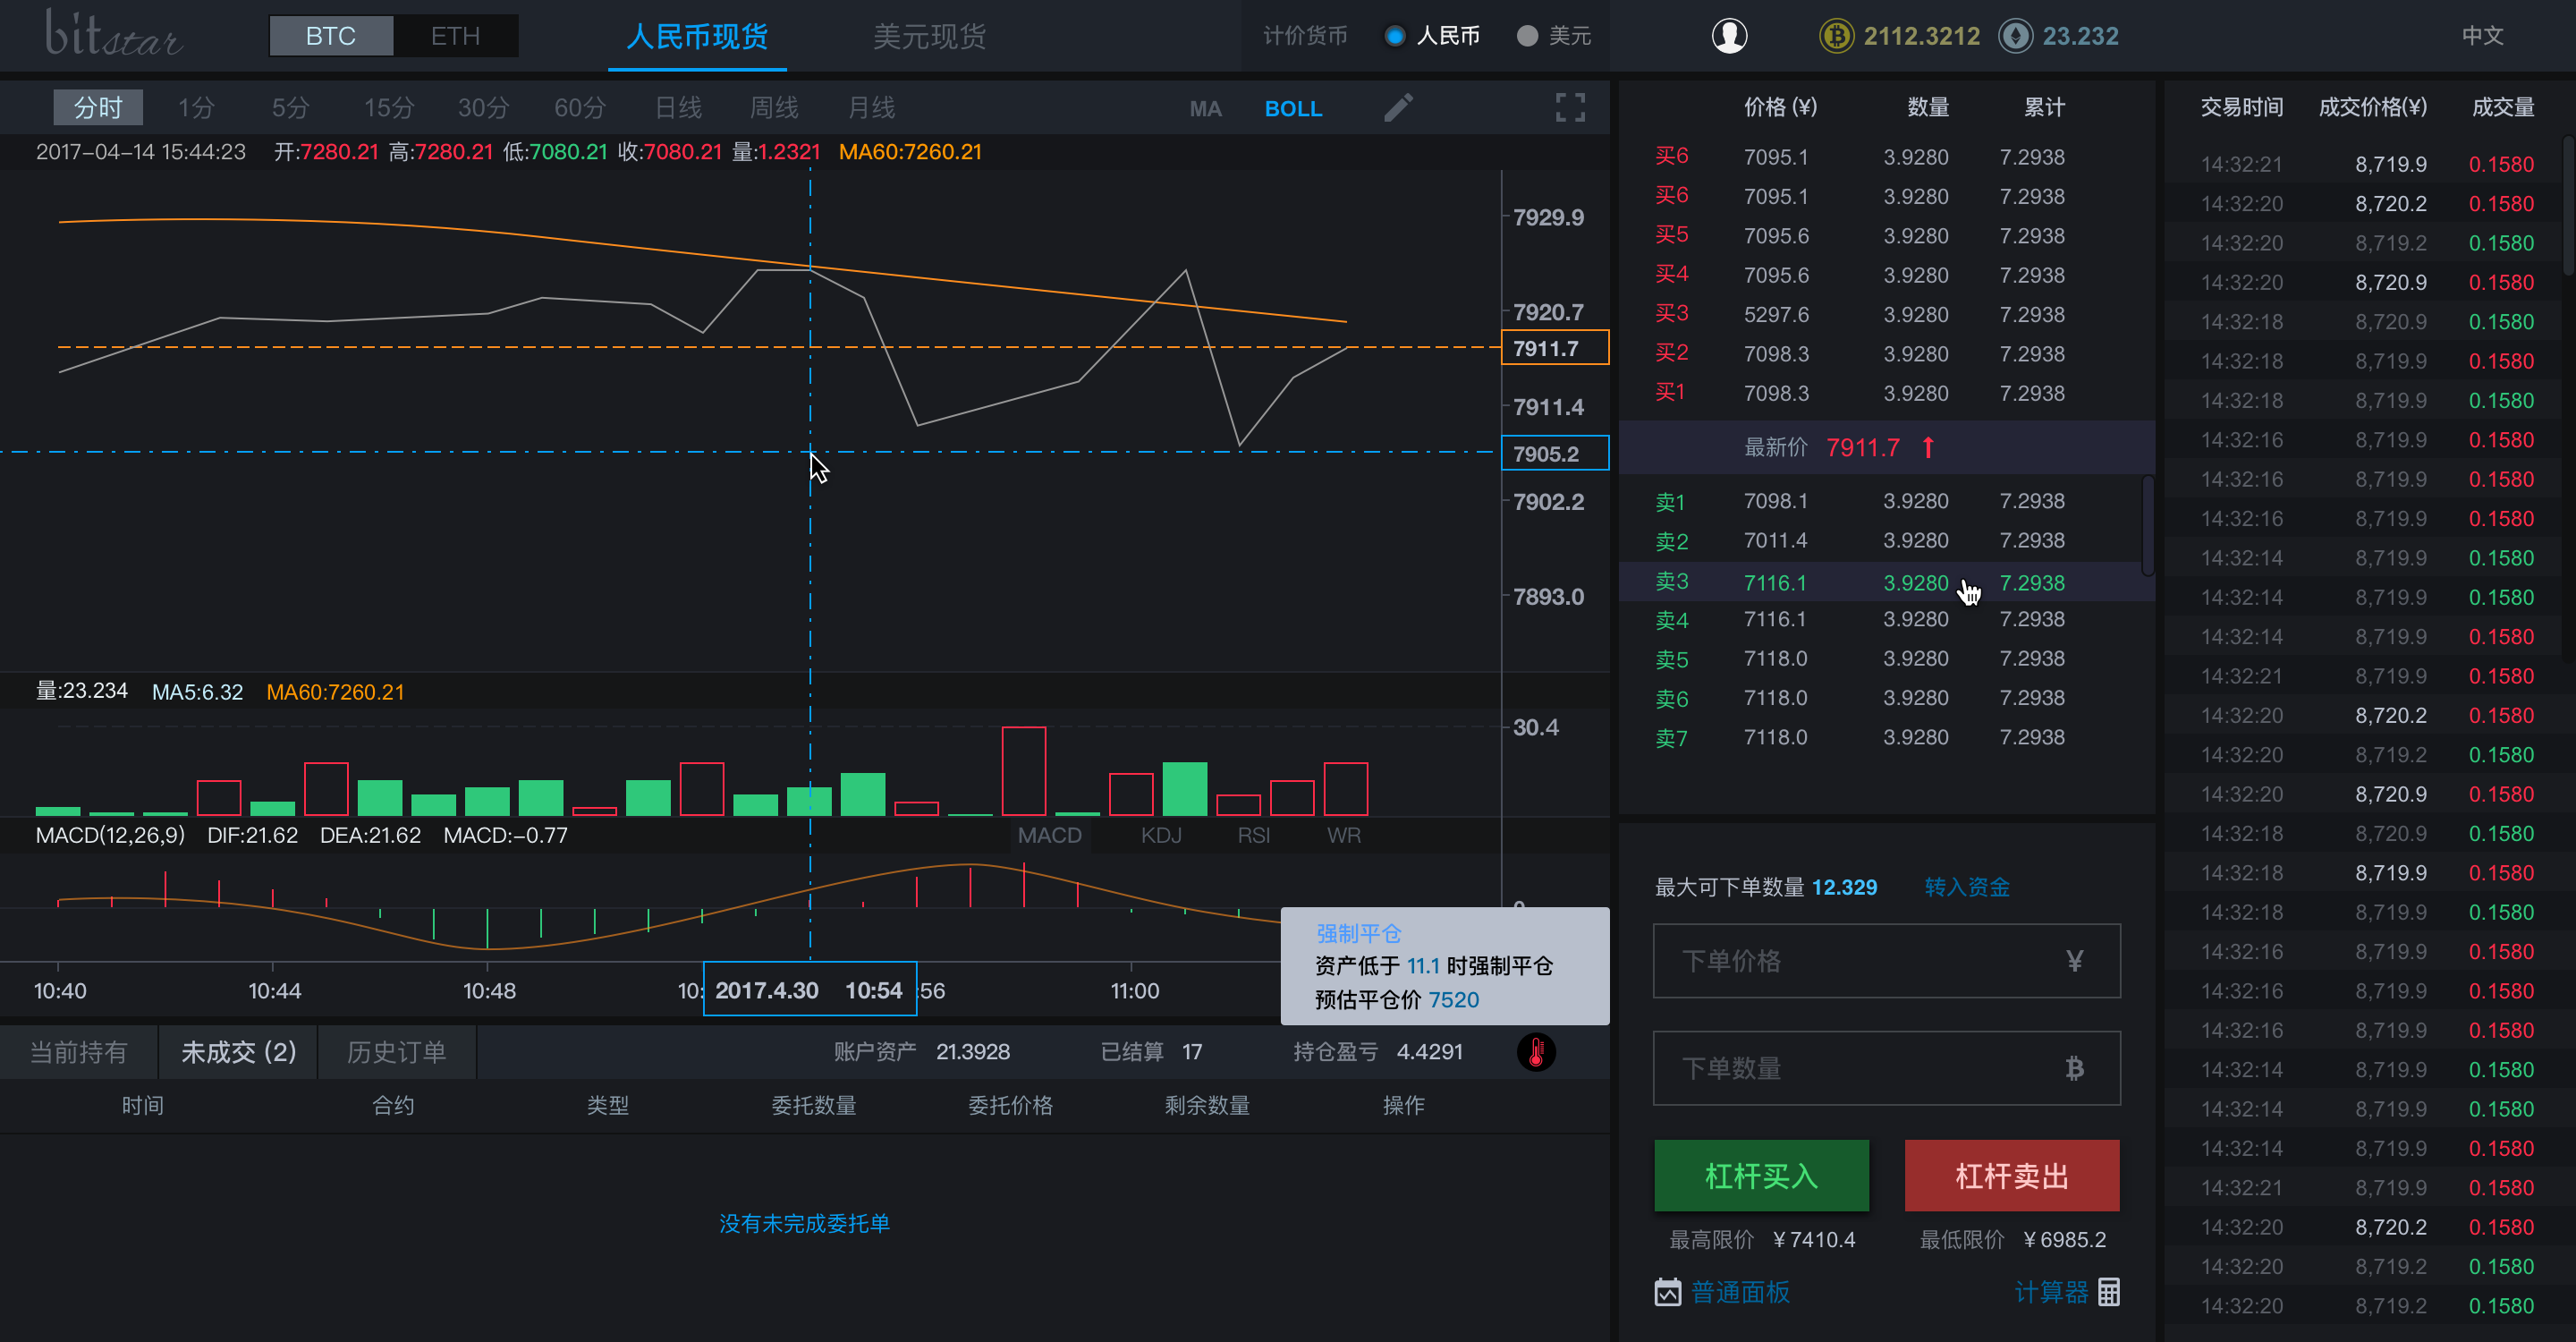 bitstar
BTC ETH
人民币现货 美元现货
计价货币 人民币 美元
2112.3212 23.232
中文
分时 1分 5分 15分 30分 60分 日线 周线 月线 MA BOLL
2017-04-14 15:44:23 开:7280.21 高:7280.21 低:7080.21 收:7080.21 量:1.2321 MA60:7260.21
7929.9
7920.7
7911.7
7911.4
7905.2
7902.2
7893.0
量:23.234 MA5:6.32 MA60:7260.21
30.4
MACD(12,26,9) DIF:21.62 DEA:21.62 MACD:-0.77
MACD KDJ RSI WR
强制平仓
资产低于 11.1 时强制平仓
预估平仓价 7520
10:40 10:44 10:48 10: 2017.4.30 10:54 :56 11:00
当前持有 未成交 (2) 历史订单 账户资产 21.3928 已结算 17 持仓盈亏 4.4291
时间 合约 类型 委托数量 委托价格 剩余数量 操作
没有未完成委托单
价格 (¥) 数量 累计
买6 7095.1 3.9280 7.2938
买6 7095.1 3.9280 7.2938
买5 7095.6 3.9280 7.2938
买4 7095.6 3.9280 7.2938
买3 5297.6 3.9280 7.2938
买2 7098.3 3.9280 7.2938
买1 7098.3 3.9280 7.2938
最新价 7911.7 ↑
卖1 7098.1 3.9280 7.2938
卖2 7011.4 3.9280 7.2938
卖3 7116.1 3.9280 7.2938
卖4 7116.1 3.9280 7.2938
卖5 7118.0 3.9280 7.2938
卖6 7118.0 3.9280 7.2938
卖7 7118.0 3.9280 7.2938
最大可下单数量 12.329 转入资金
下单价格 ¥
下单数量 ₿
杠杆买入 杠杆卖出
最高限价 ¥7410.4 最低限价 ¥6985.2
普通面板 计算器
交易时间 成交价格(¥) 成交量
14:32:21 8,719.9 0.1580
14:32:20 8,720.2 0.1580
14:32:20 8,719.2 0.1580
14:32:20 8,720.9 0.1580
14:32:18 8,720.9 0.1580
14:32:18 8,719.9 0.1580
14:32:18 8,719.9 0.1580
14:32:16 8,719.9 0.1580
14:32:16 8,719.9 0.1580
14:32:16 8,719.9 0.1580
14:32:14 8,719.9 0.1580
14:32:14 8,719.9 0.1580
14:32:14 8,719.9 0.1580
14:32:21 8,719.9 0.1580
14:32:20 8,720.2 0.1580
14:32:20 8,719.2 0.1580
14:32:20 8,720.9 0.1580
14:32:18 8,720.9 0.1580
14:32:18 8,719.9 0.1580
14:32:18 8,719.9 0.1580
14:32:16 8,719.9 0.1580
14:32:16 8,719.9 0.1580
14:32:16 8,719.9 0.1580
14:32:14 8,719.9 0.1580
14:32:14 8,719.9 0.1580
14:32:14 8,719.9 0.1580
14:32:21 8,719.9 0.1580
14:32:20 8,720.2 0.1580
14:32:20 8,719.2 0.1580
14:32:20 8,719.2 0.1580